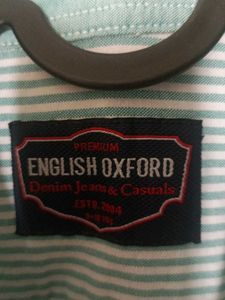 PREMIUM
ENGLISH OXFORD
Denim Jeans & Casuals
ESTD. 2004